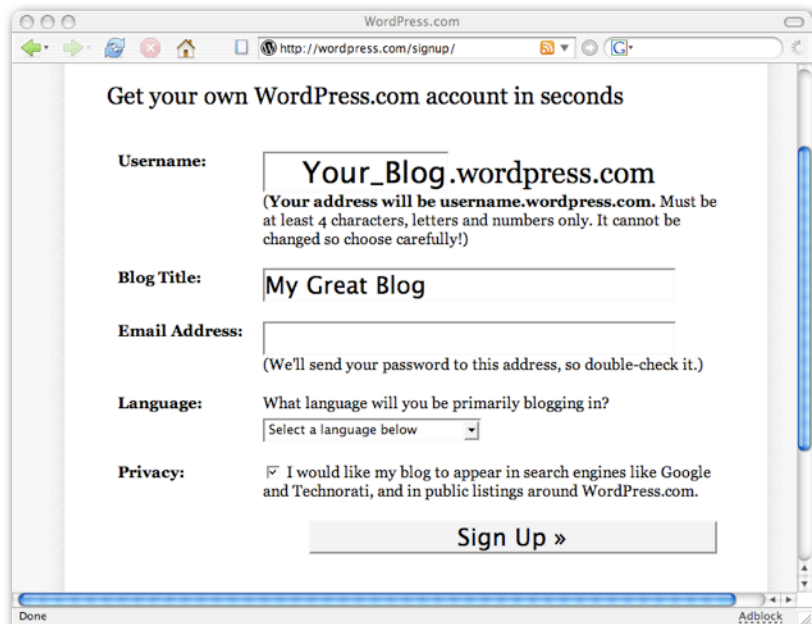 WordPress.com
http://wordpress.com/signup/
G
Get your own WordPress.com account in seconds
Username:
Your_Blog.wordpress.com
(Your address will be username.wordpress.com. Must be
at least 4 characters, letters and numbers only. It cannot be
changed so choose carefully!)
Blog Title:
My Great Blog
Email Address:
(We'll send your password to this address, so double-check it.)
Language:
What language will you be primarily blogging in?
Select a language below
Privacy:
I would like my blog to appear in search engines like Google
and Technorati, and in public listings around WordPress.com.
Sign Up »
Done
Adblock